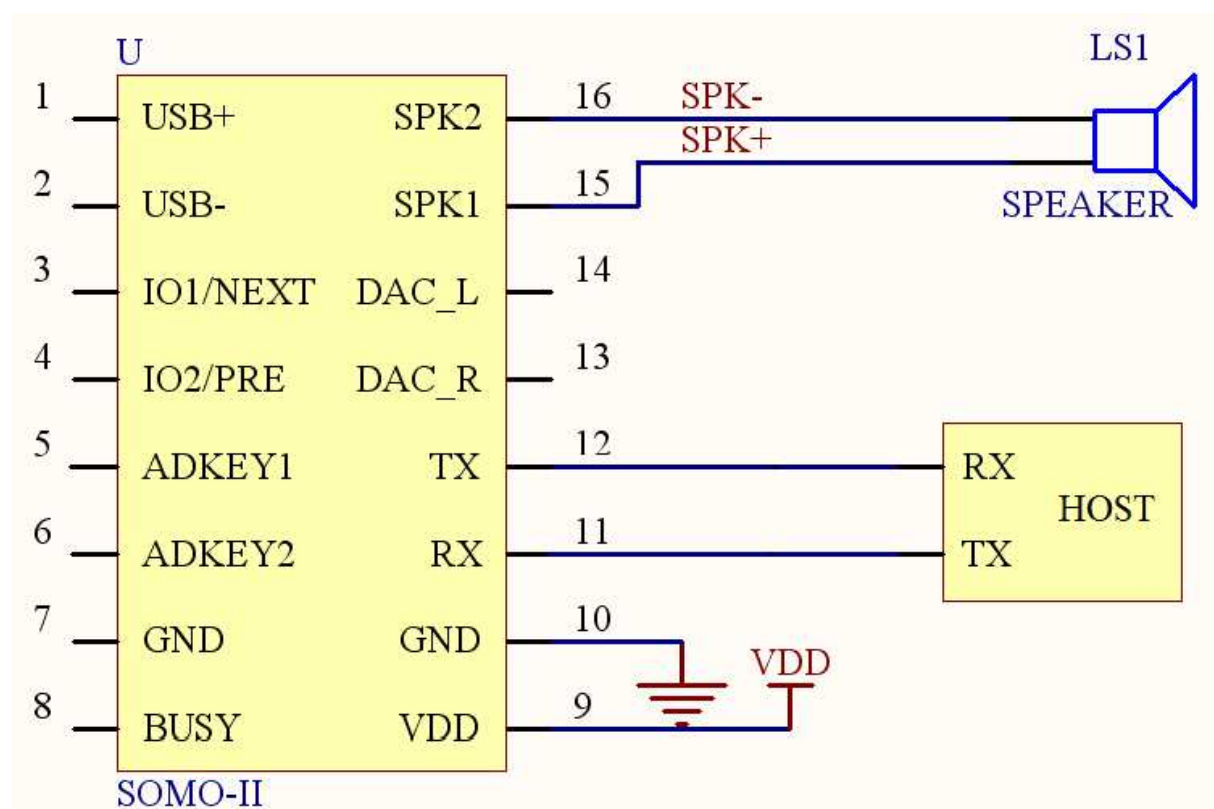 U
LS1
1 USB+ SPK2 16 SPK-
SPK+
2 USB- SPK1 15 SPEAKER
3 IO1/NEXT DAC_L 14
4 IO2/PRE DAC_R 13
5 ADKEY1 TX 12 RX
HOST
6 ADKEY2 RX 11 TX
7 GND GND 10
VDD
8 BUSY VDD 9
SOMO-II